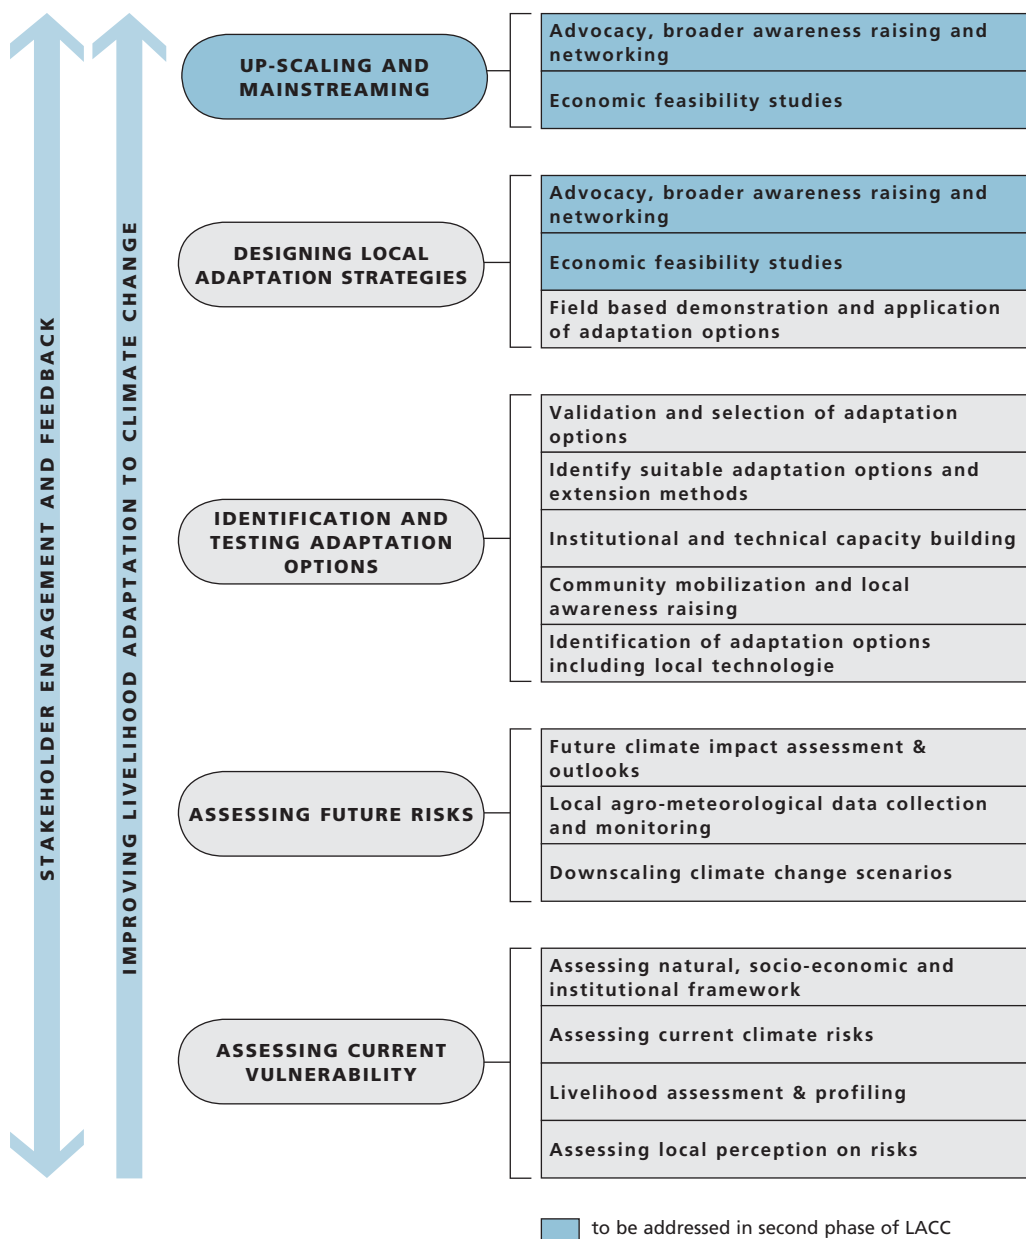 STAKEHOLDER ENGAGEMENT AND FEEDBACK
IMPROVING LIVELIHOOD ADAPTATION TO CLIMATE CHANGE
UP-SCALING AND
MAINSTREAMING
Advocacy, broader awareness raising and
networking
Economic feasibility studies
DESIGNING LOCAL
ADAPTATION STRATEGIES
Advocacy, broader awareness raising and
networking
Economic feasibility studies
Field based demonstration and application
of adaptation options
IDENTIFICATION AND
TESTING ADAPTATION
OPTIONS
Validation and selection of adaptation
options
Identify suitable adaptation options and
extension methods
Institutional and technical capacity building
Community mobilization and local
awareness raising
Identification of adaptation options
including local technologie
ASSESSING FUTURE RISKS
Future climate impact assessment &
outlooks
Local agro-meteorological data collection
and monitoring
Downscaling climate change scenarios
ASSESSING CURRENT
VULNERABILITY
Assessing natural, socio-economic and
institutional framework
Assessing current climate risks
Livelihood assessment & profiling
Assessing local perception on risks
to be addressed in second phase of LACC